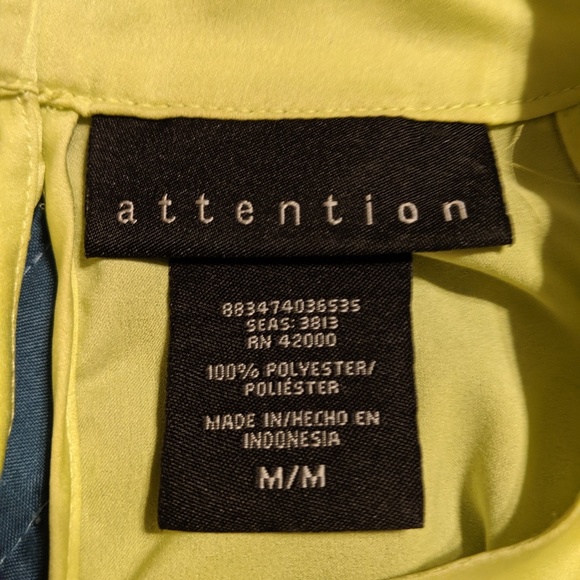 attention
883474036535
SEAS: 3813
RN 42000
100% POLYESTER/
POLIÉSTER
MADE IN/HECHO EN
INDONESIA
M/M